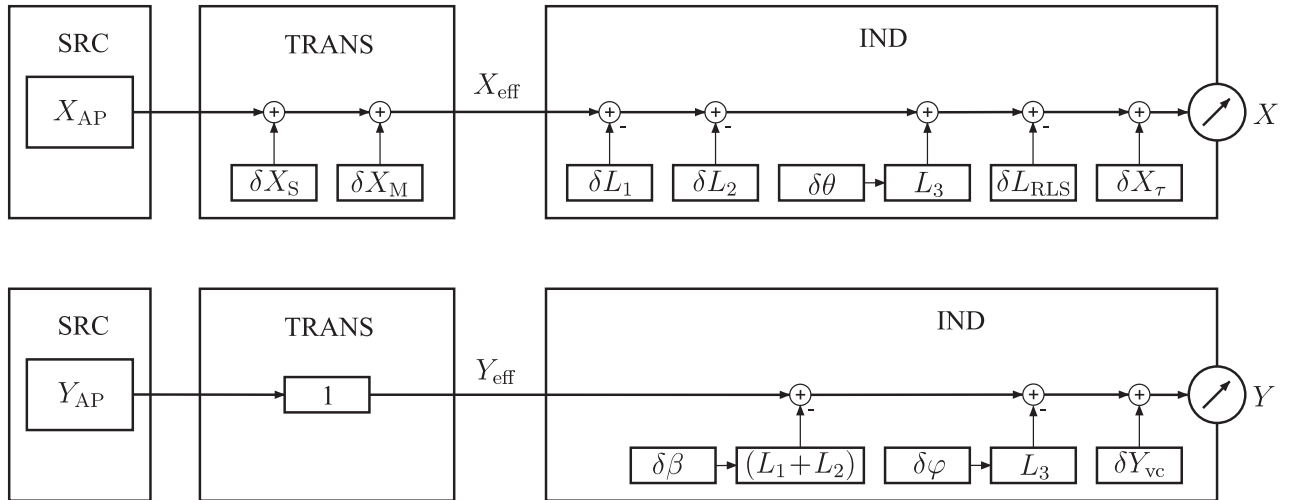 SRC TRANS IND
X_AP + + X_eff + - + - + + - + X
δX_S δX_M δL_1 δL_2 δθ L_3 δL_RLS δX_τ
SRC TRANS IND
Y_AP 1 Y_eff + - + - + Y
δβ (L_1+L_2) δφ L_3 δY_vc